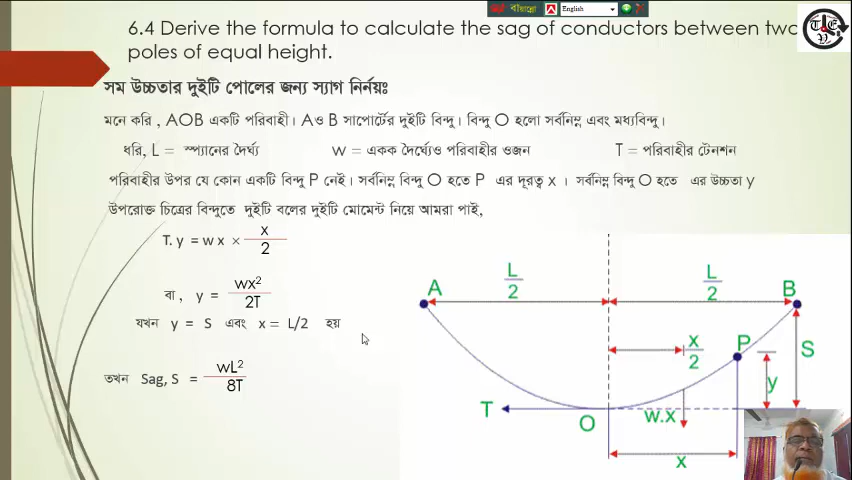 বাংলা English
6.4 Derive the formula to calculate the sag of conductors between two
poles of equal height.
সম উচ্চতার দুইটি পোলের জন্য স্যাগ নির্নয়ঃ
মনে করি , AOB একটি পরিবাহী। A ও B সাপোর্টের দুইটি বিন্দু। বিন্দু O হলো সর্বনিম্ন এবং মধ্যবিন্দু।
ধরি, L = স্প্যানের দৈর্ঘ্য w = একক দৈর্ঘ্যেও পরিবাহীর ওজন T = পরিবাহীর টেনশন
পরিবাহীর উপর যে কোন একটি বিন্দু P নেই। সর্বনিম্ন বিন্দু O হতে P এর দূরত্ব x । সর্বনিম্ন বিন্দু O হতে এর উচ্চতা y
উপরোক্ত চিত্রের বিন্দুতে দুইটি বলের দুইটি মোমেন্ট নিয়ে আমরা পাই,
T. y = w x × x/2
বা , y = wx²/2T
যখন y = S এবং x = L/2 হয়
তখন Sag, S = wL²/8T
A L/2 L/2 B
x/2 P S
y
T O w.x
x